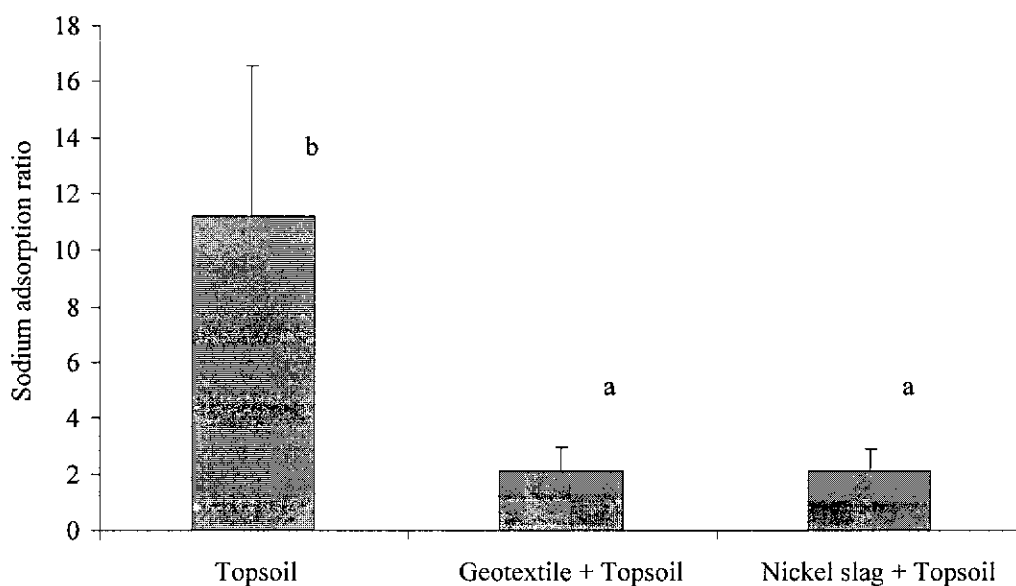 Sodium adsorption ratio
18
16
14
12
10
8
6
4
2
0
b
a
a
Topsoil
Geotextile + Topsoil
Nickel slag + Topsoil